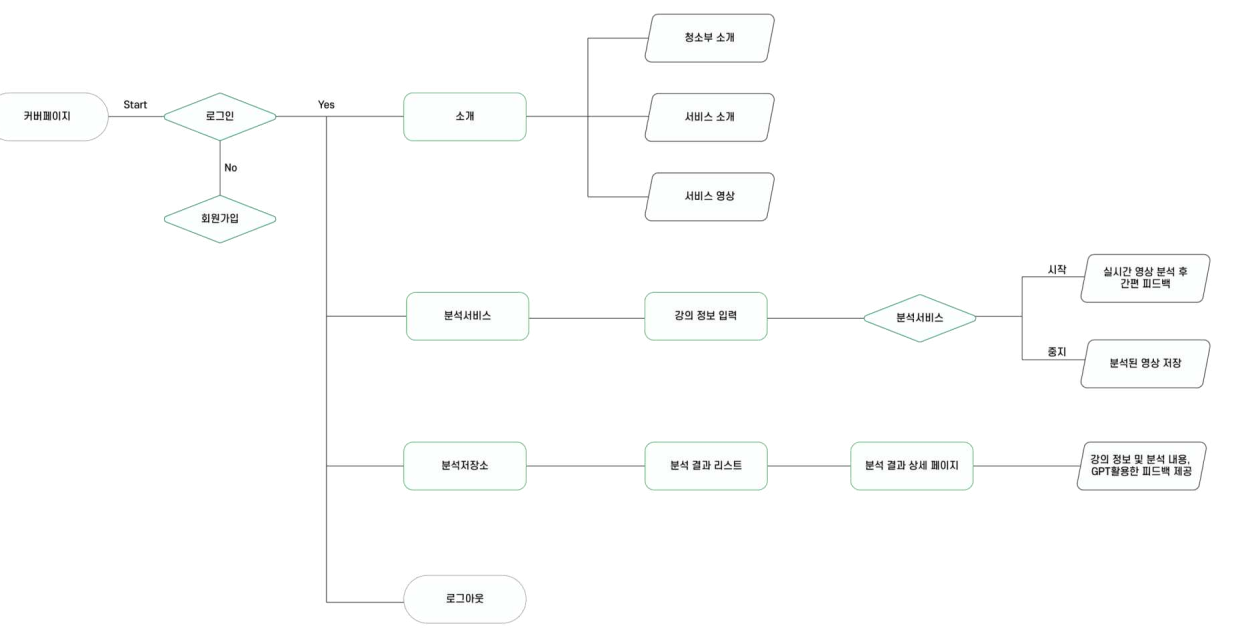 청소부 소개
커버페이지
Start
로그인
Yes
소개
서비스 소개
No
회원가입
서비스 영상
분석서비스
강의 정보 입력
분석서비스
시작
실시간 영상 분석 후
간편 피드백
중지
분석된 영상 저장
분석저장소
분석 결과 리스트
분석 결과 상세 페이지
강의 정보 및 분석 내용,
GPT활용한 피드백 제공
로그아웃